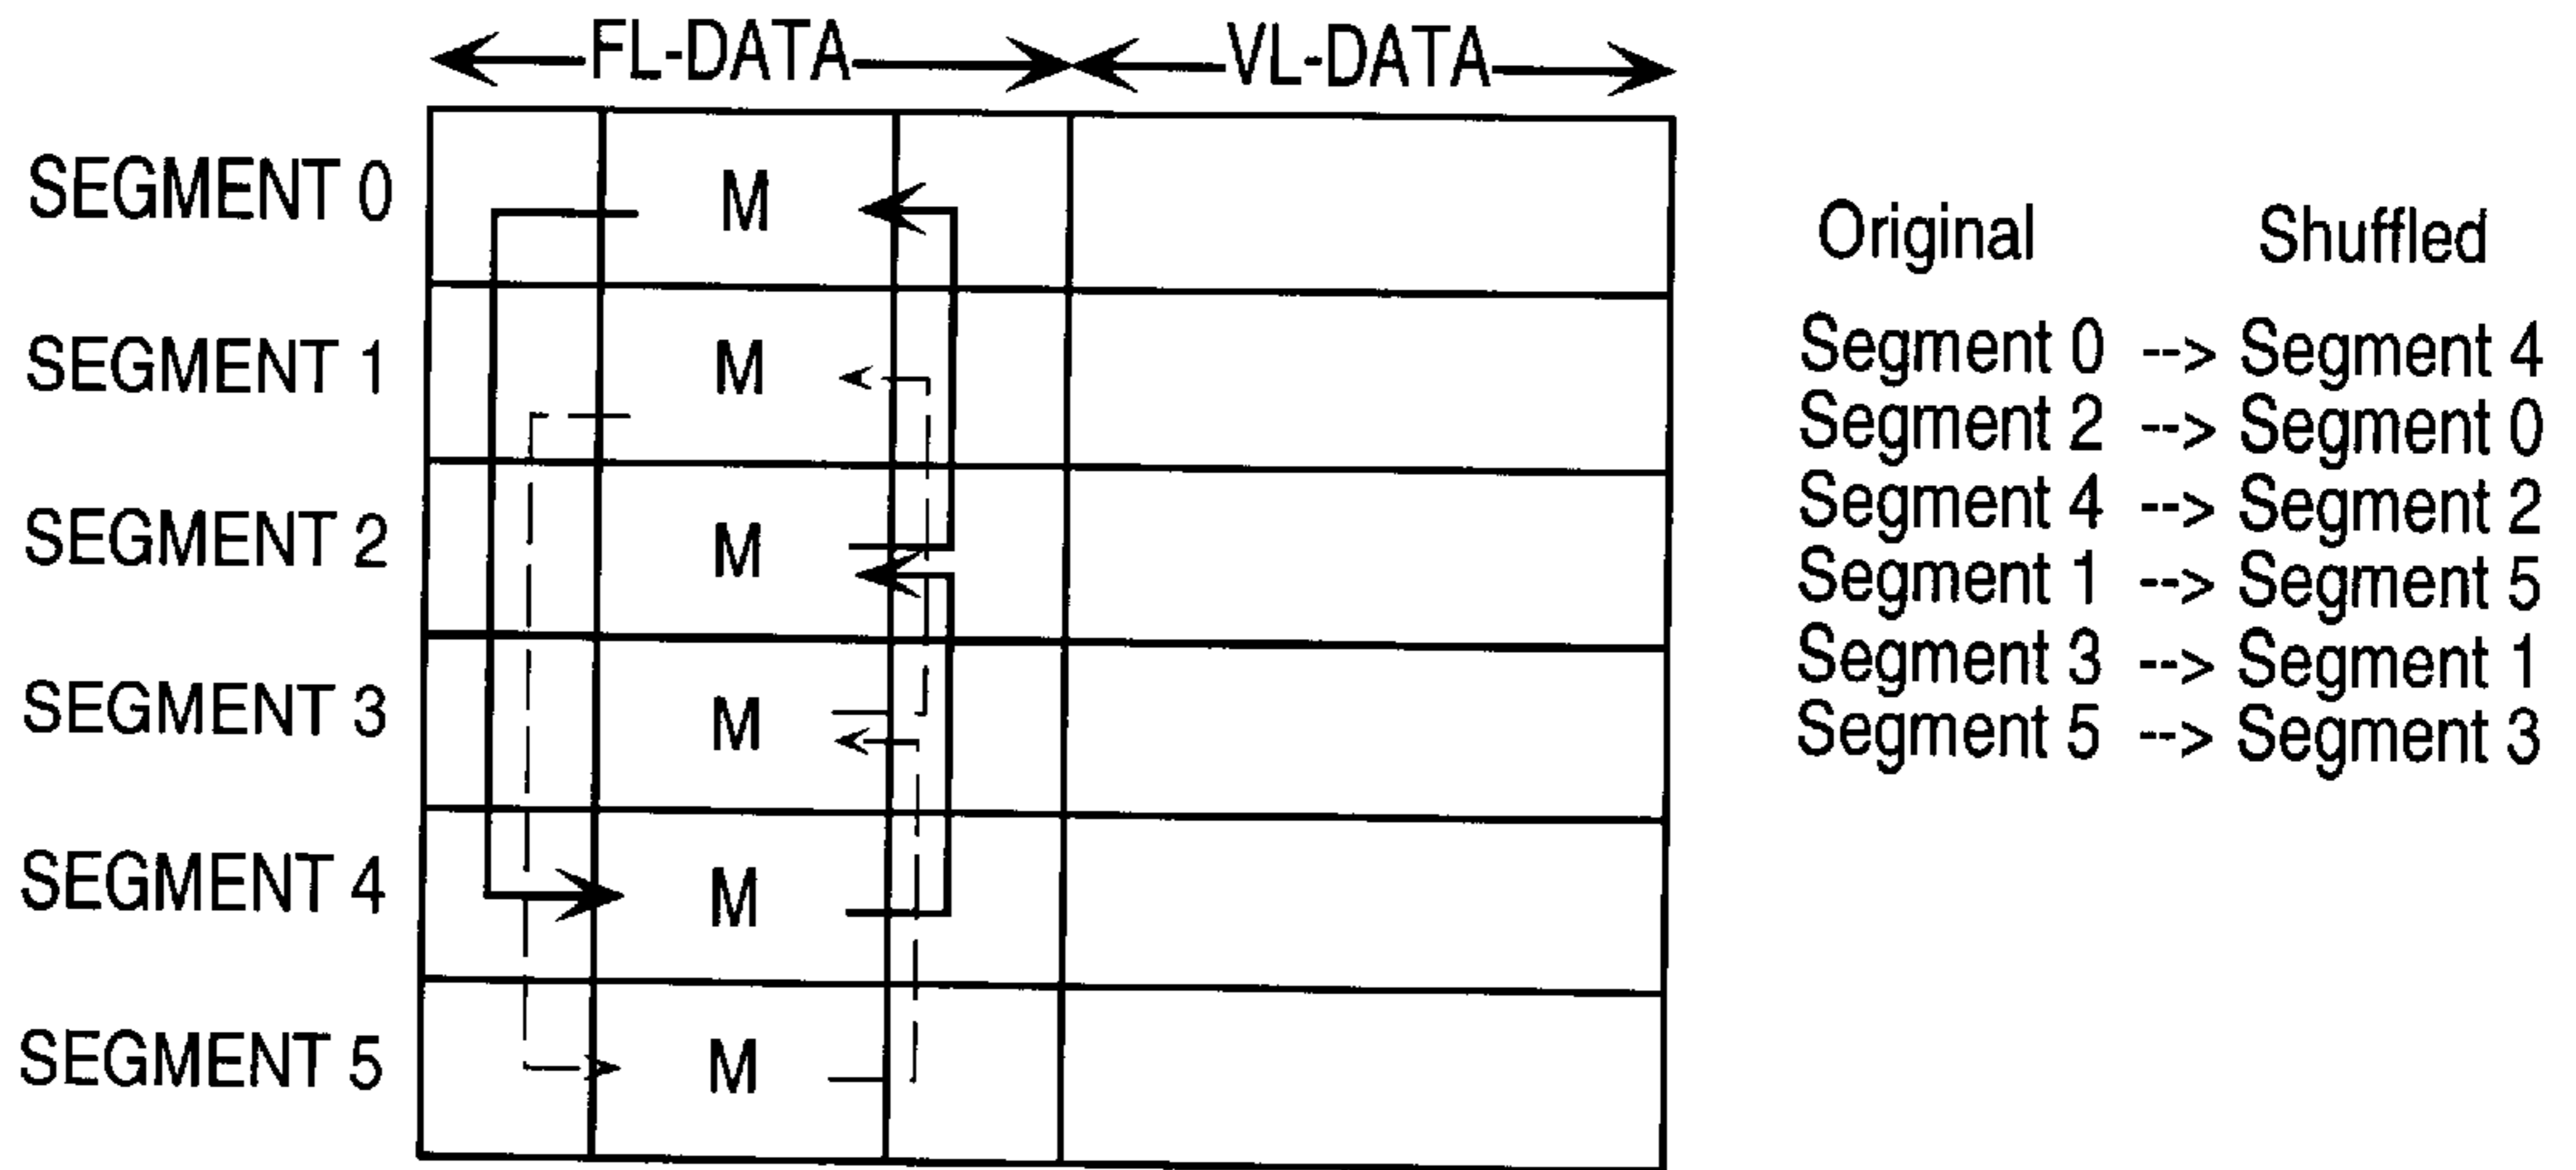 FL-DATA VL-DATA
SEGMENT 0 M
SEGMENT 1 M
SEGMENT 2 M
SEGMENT 3 M
SEGMENT 4 M
SEGMENT 5 M
Original Shuffled
Segment 0 --> Segment 4
Segment 2 --> Segment 0
Segment 4 --> Segment 2
Segment 1 --> Segment 5
Segment 3 --> Segment 1
Segment 5 --> Segment 3